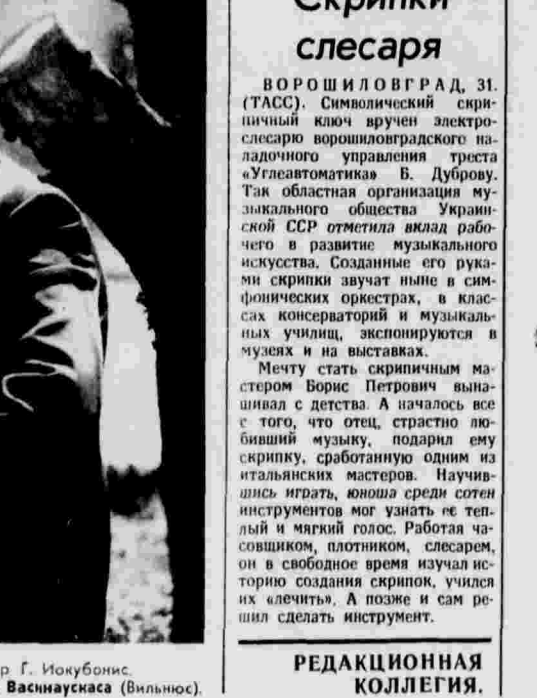 Скрипки
слесаря
ВОРОШИЛОВГРАД, 31.
(ТАСС). Символический скри-
пичный ключ вручен электро-
слесарю ворошиловградского на-
ладочного управления треста
«Углеавтоматика» Б. Дуброву.
Так областная организация му-
зыкального общества Украин-
ской ССР отметила вклад рабо-
чего в развитие музыкального
искусства. Созданные его рука-
ми скрипки звучат ныне в сим-
фонических оркестрах, в клас-
сах консерваторий и музыкаль-
ных училищ, экспонируются в
музеях и на выставках.
Мечту стать скрипичным ма-
стером Борис Петрович вына-
шивал с детства. А началось все
с того, что отец, страстно лю-
бивший музыку, подарил ему
скрипку, сработанную одним из
итальянских мастеров. Научив-
шись играть, юноша среди сотен
инструментов мог узнать ее теп-
лый и мягкий голос. Работая ча-
совщиком, плотником, слесарем,
он в свободное время изучал ис-
торию создания скрипок, учился
их «лечить». А позже и сам ре-
шил сделать инструмент.
р Г. Иокубонис.
Васинаускаса (Вильнюс).
РЕДАКЦИОННАЯ
КОЛЛЕГИЯ.